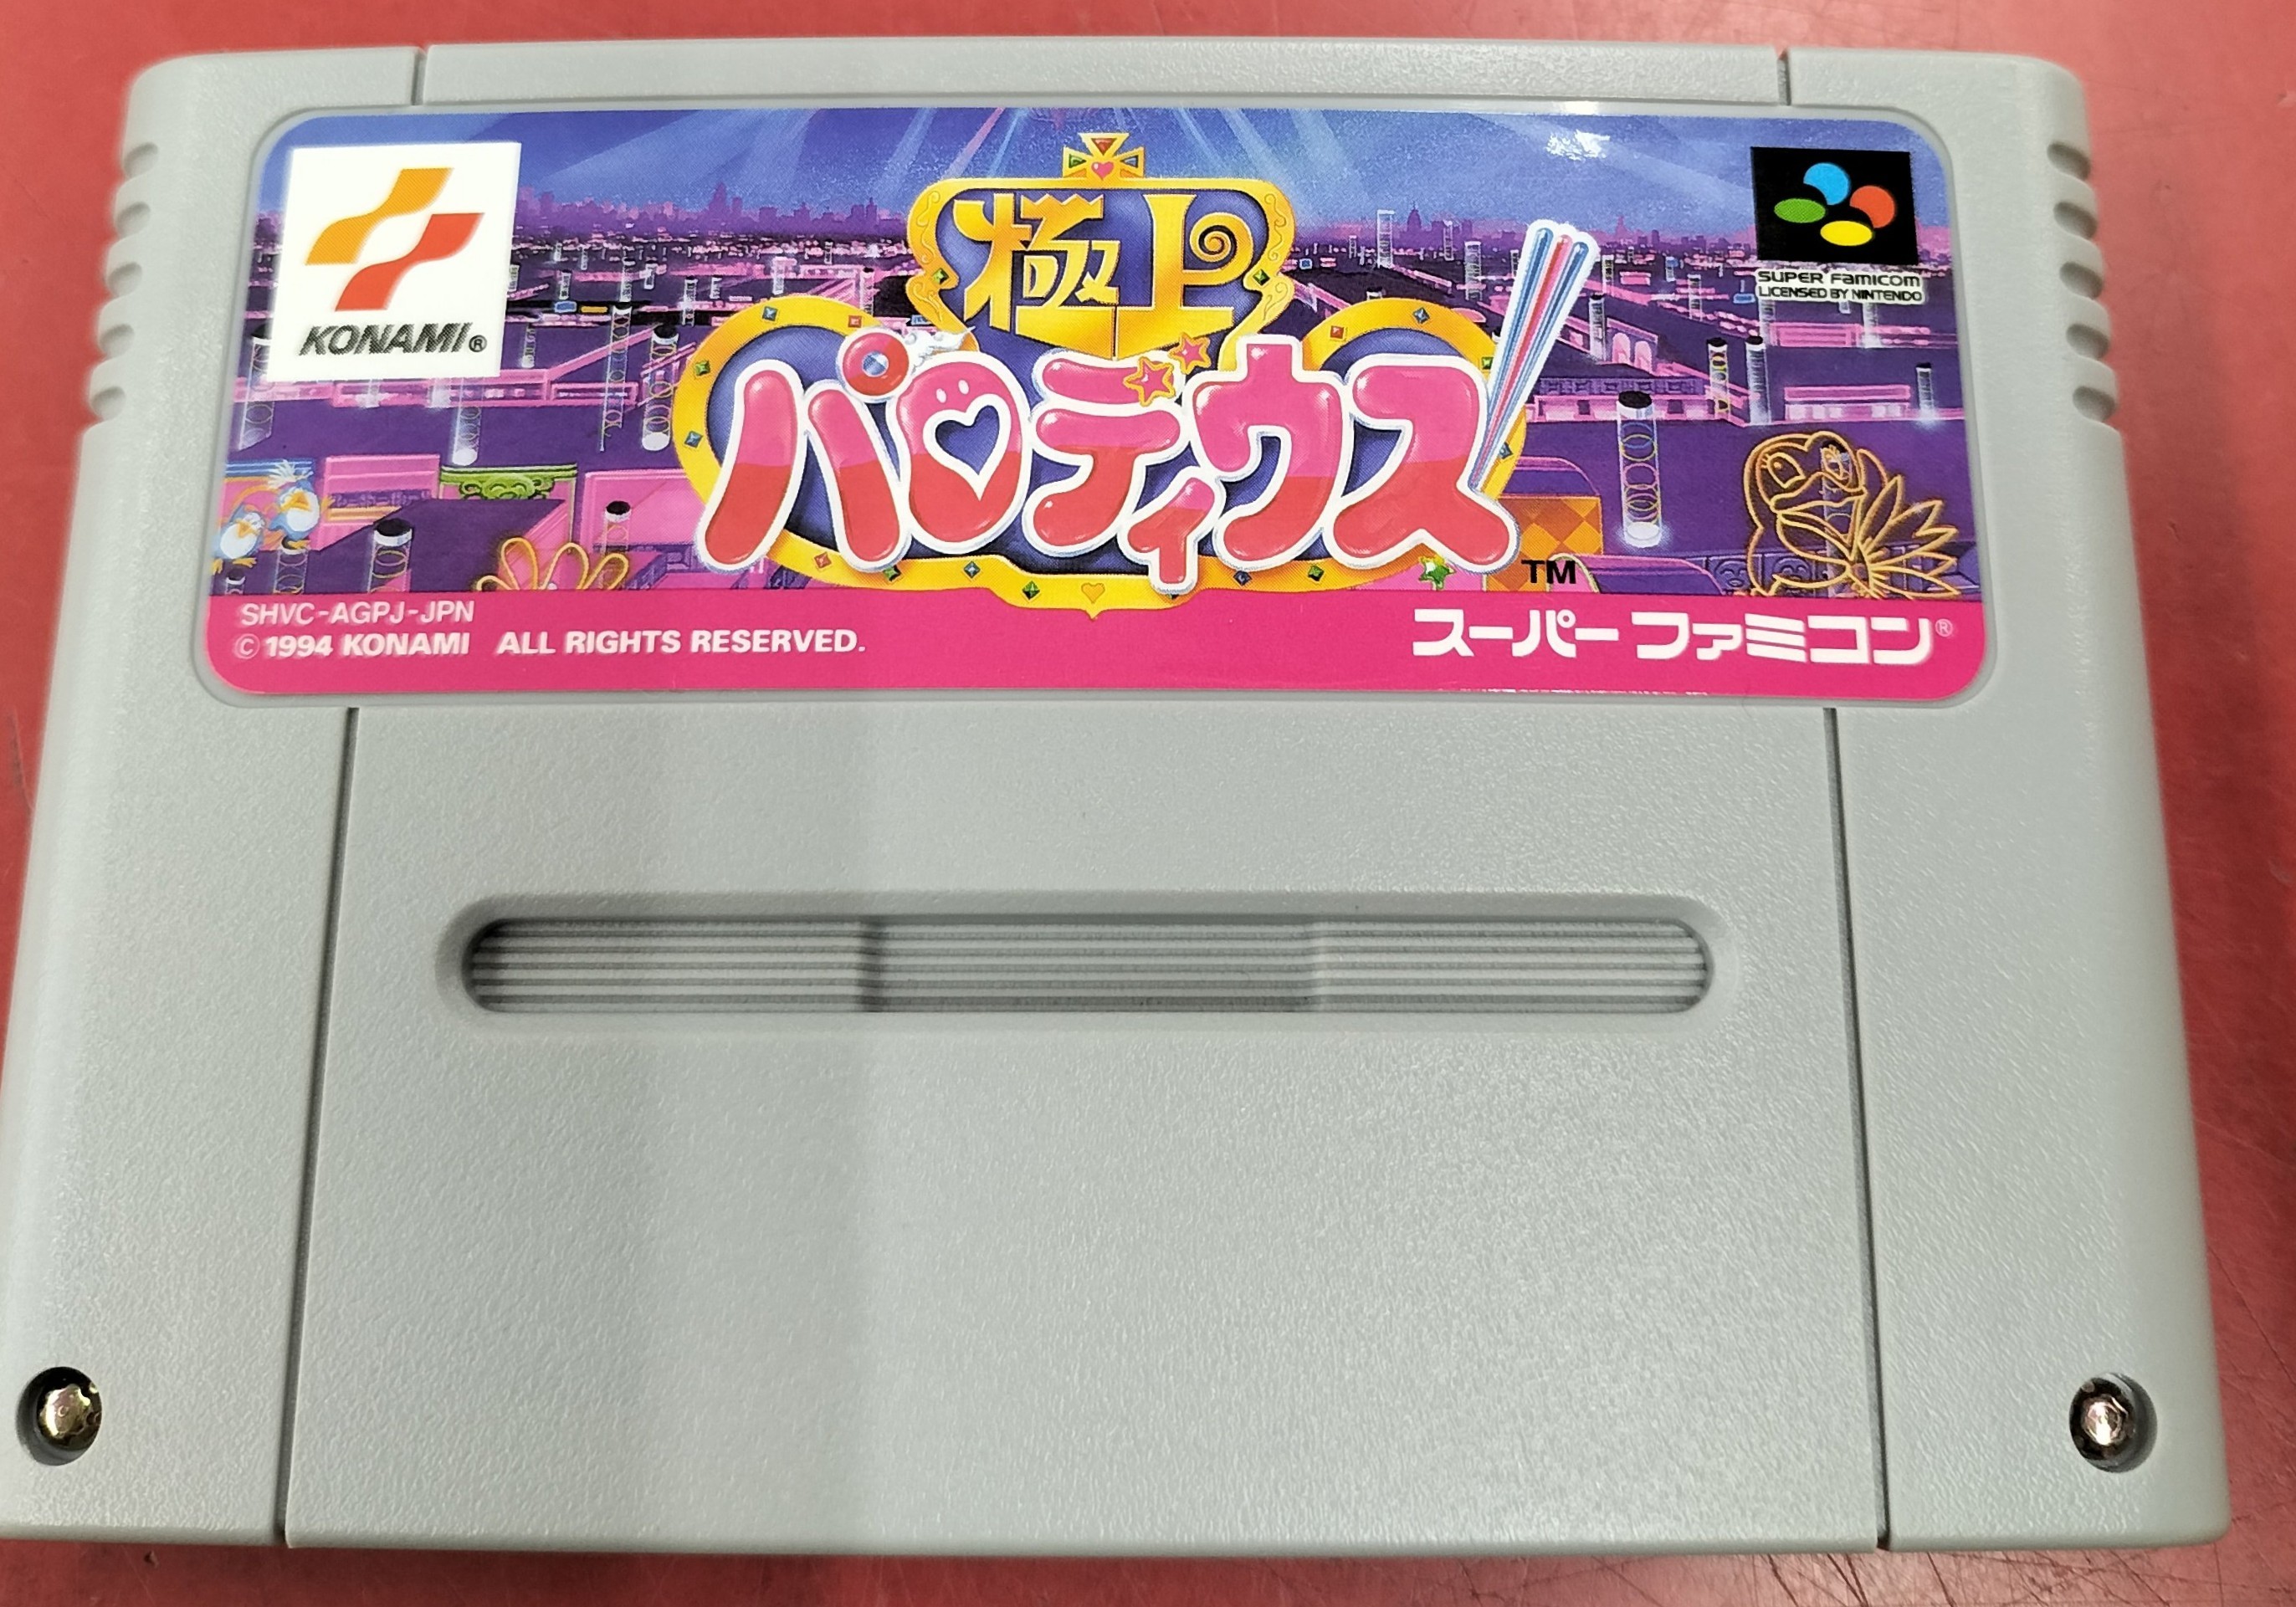 KONAMI®
極上
パロディウス
TM
SUPER FAMICOM
LICENSED BY NINTENDO
SHVC-AGPJ-JPN
©1994 KONAMI ALL RIGHTS RESERVED.
スーパーファミコン®